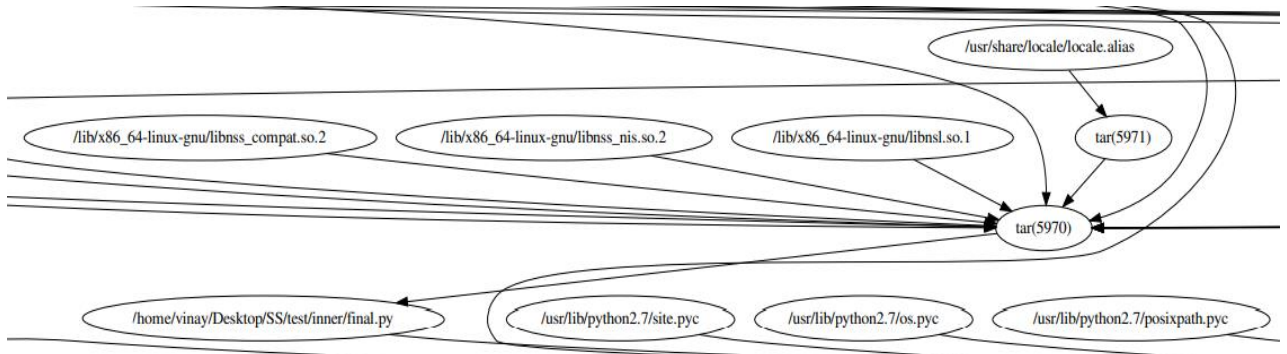 /usr/share/locale/locale.alias
/lib/x86_64-linux-gnu/libnss_compat.so.2
/lib/x86_64-linux-gnu/libnss_nis.so.2
/lib/x86_64-linux-gnu/libnsl.so.1
tar(5971)
tar(5970)
/home/vinay/Desktop/SS/test/inner/final.py
/usr/lib/python2.7/site.pyc
/usr/lib/python2.7/os.pyc
/usr/lib/python2.7/posixpath.pyc